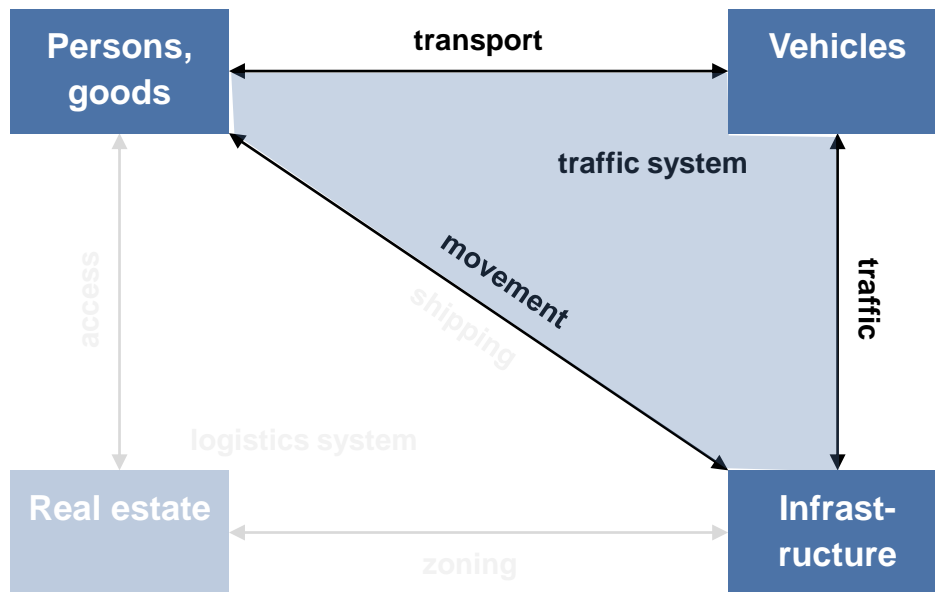 Persons,
goods
transport
Vehicles
traffic system
movement
shipping
access
traffic
logistics system
Real estate
zoning
Infrast-
ructure